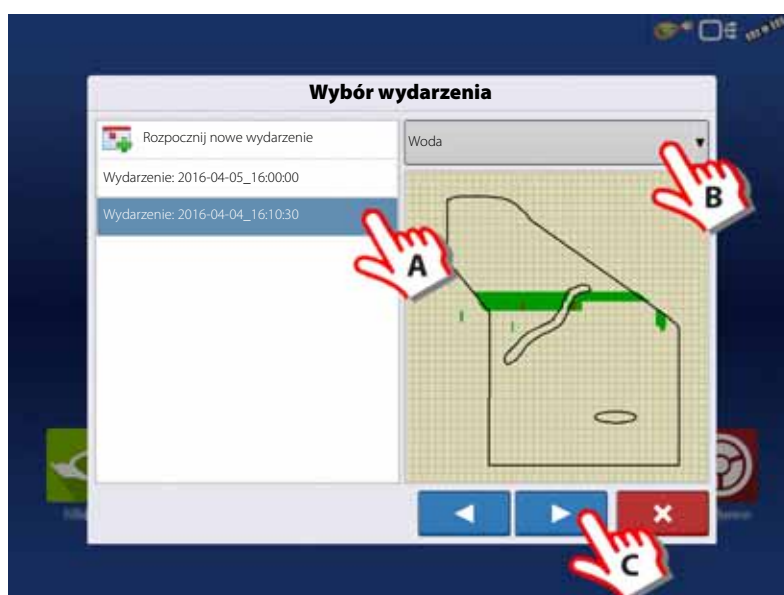 Wybór wydarzenia
Rozpocznij nowe wydarzenie
Woda
Wydarzenie: 2016-04-05_16:00:00
Wydarzenie: 2016-04-04_16:10:30
A
B
C